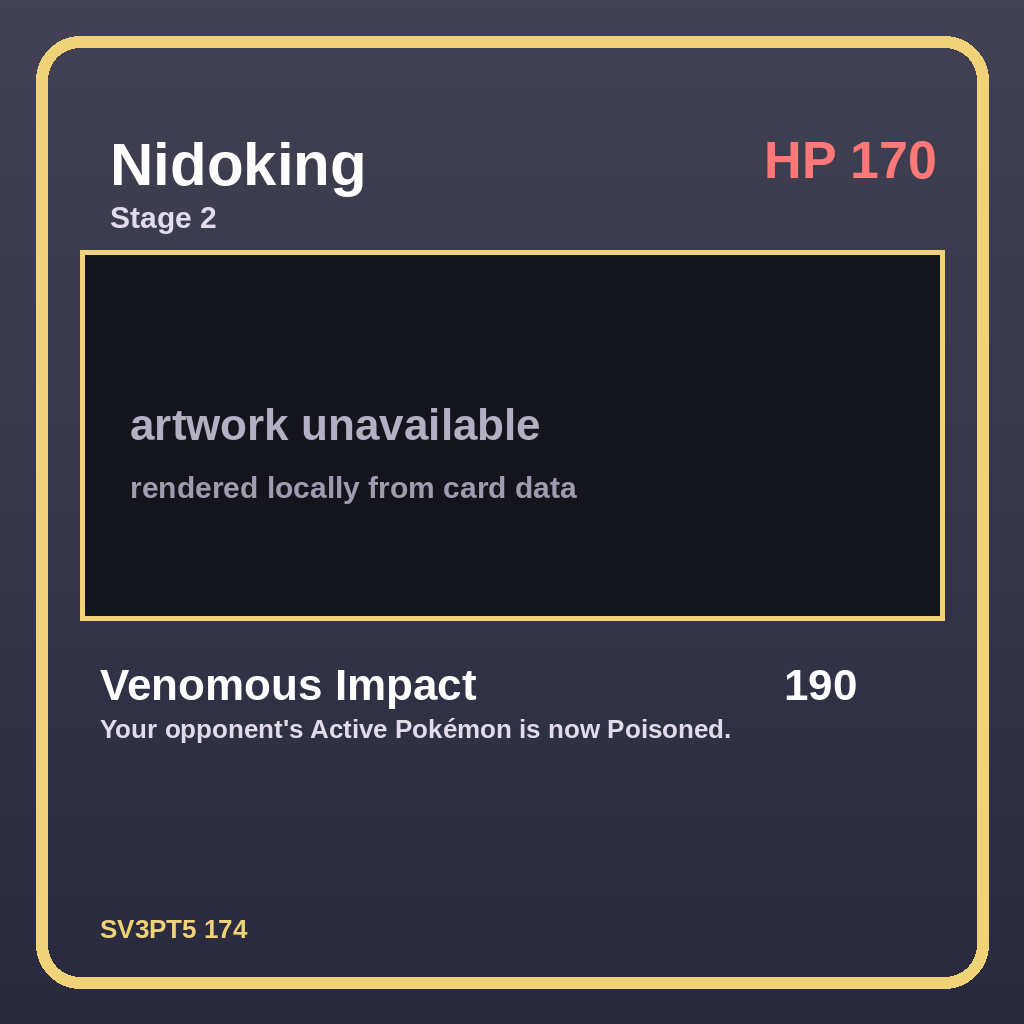 Nidoking
HP 170
Stage 2
artwork unavailable
rendered locally from card data
Venomous Impact
190
Your opponent's Active Pokémon is now Poisoned.
SV3PT5 174